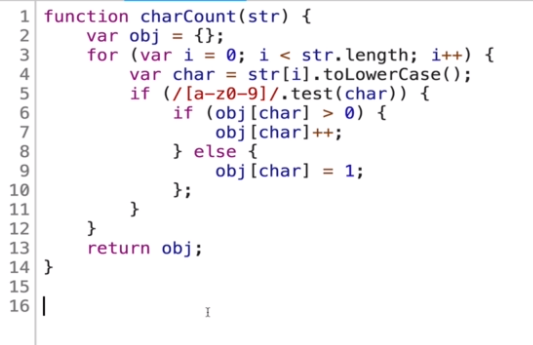 1 function charCount(str) {
2     var obj = {};
3     for (var i = 0; i < str.length; i++) {
4         var char = str[i].toLowerCase();
5         if (/[a-z0-9]/.test(char)) {
6             if (obj[char] > 0) {
7                 obj[char]++;
8             } else {
9                 obj[char] = 1;
10             };
11         }
12     }
13     return obj;
14 }
15
16